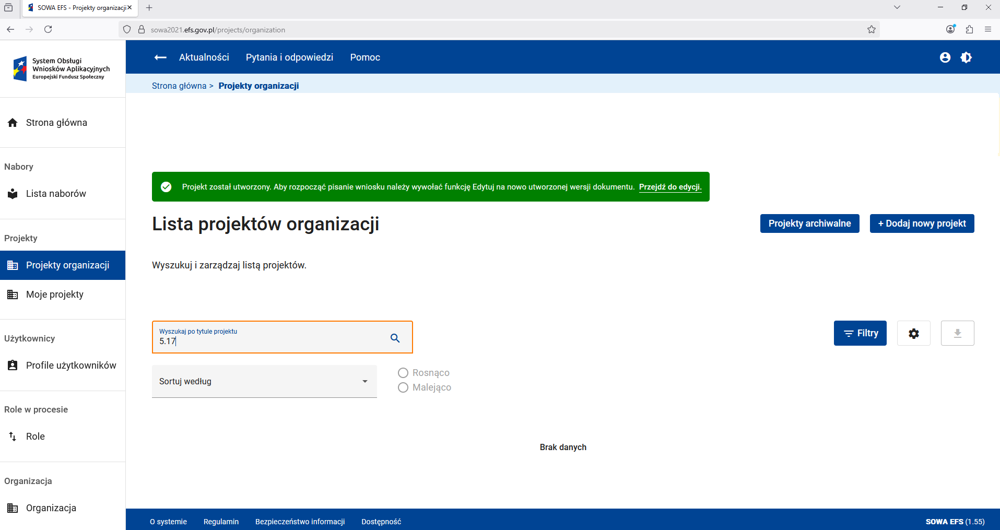 SOWA EFS - Projekty organizacji
sowa2021.efs.gov.pl/projects/organization
System Obsługi
Wniosków Aplikacyjnych
Europejski Fundusz Społeczny
Aktualności
Pytania i odpowiedzi
Pomoc
Strona główna > Projekty organizacji
Strona główna
Nabory
Lista naborów
Projekty
Projekty organizacji
Moje projekty
Użytkownicy
Profile użytkowników
Role w procesie
Role
Organizacja
Organizacja
Projekt został utworzony. Aby rozpocząć pisanie wniosku należy wywołać funkcję Edytuj na nowo utworzonej wersji dokumentu. Przejdź do edycji.
Lista projektów organizacji
Projekty archiwalne
+ Dodaj nowy projekt
Wyszukuj i zarządzaj listą projektów.
Wyszukaj po tytule projektu
5.17
Filtry
Sortuj według
Rosnąco
Malejąco
Brak danych
O systemie
Regulamin
Bezpieczeństwo informacji
Dostępność
SOWA EFS (1.55)